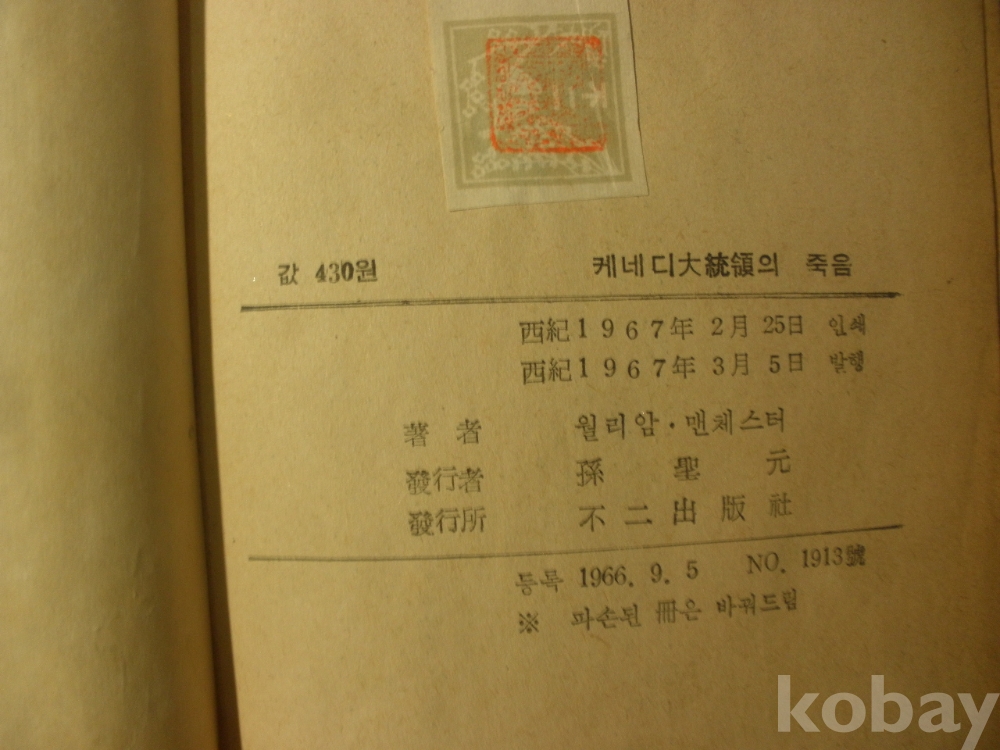 값 430원 케네디大統領의 죽음
西紀 1967年 2月 25日 인쇄
西紀 1967年 3月 5日 발행
著者 윌리암·맨체스터
發行者 孫聖元
發行所 不二出版社
등록 1966. 9. 5 NO. 1913號
※ 파손된 冊은 바꿔드림
kobay